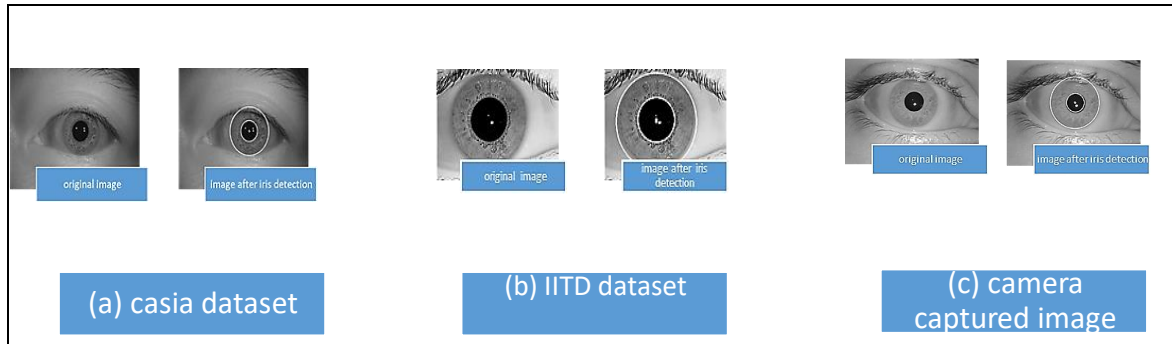 original image
image after iris detection
original image
image after iris
detection
original image
image after iris detection
(a) casia dataset
(b) IITD dataset
(c) camera
captured image